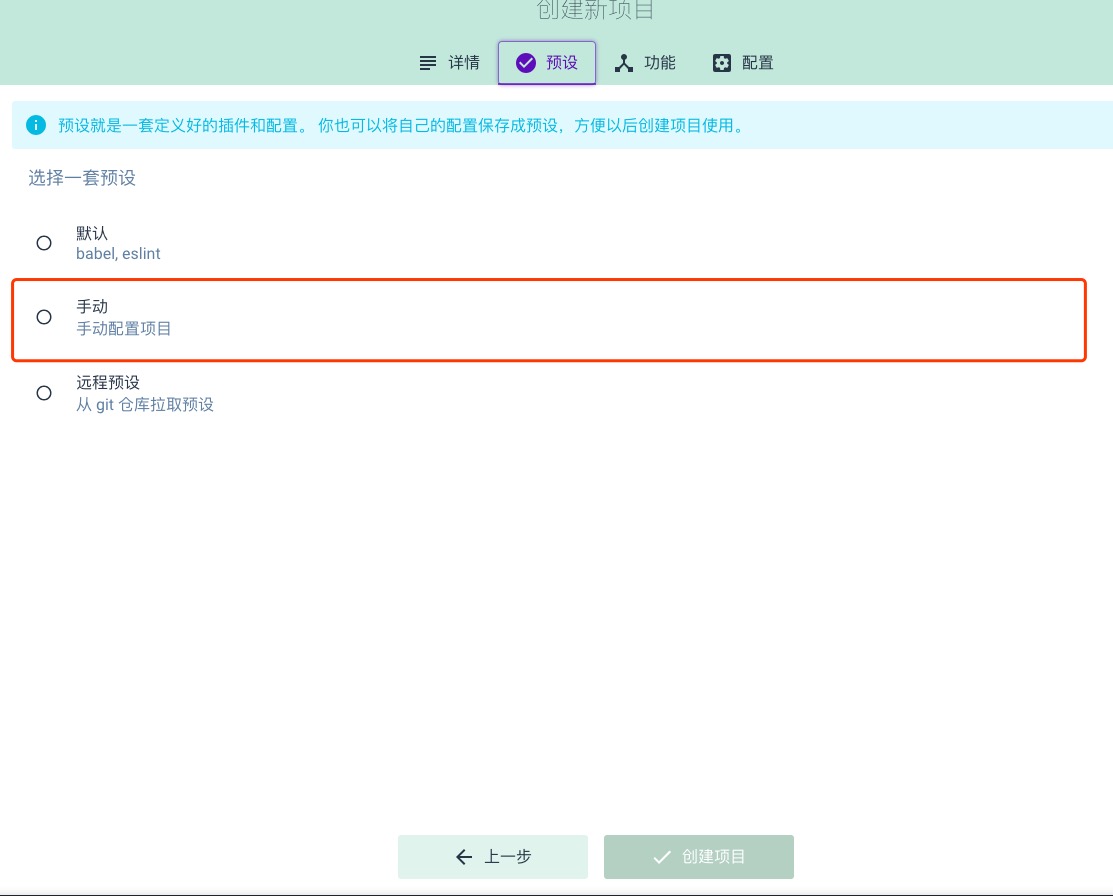 创建新项目
详情 预设 功能 配置
预设就是一套定义好的插件和配置。 你也可以将自己的配置保存成预设，方便以后创建项目使用。
选择一套预设
默认
babel, eslint
手动
手动配置项目
远程预设
从 git 仓库拉取预设
上一步 创建项目